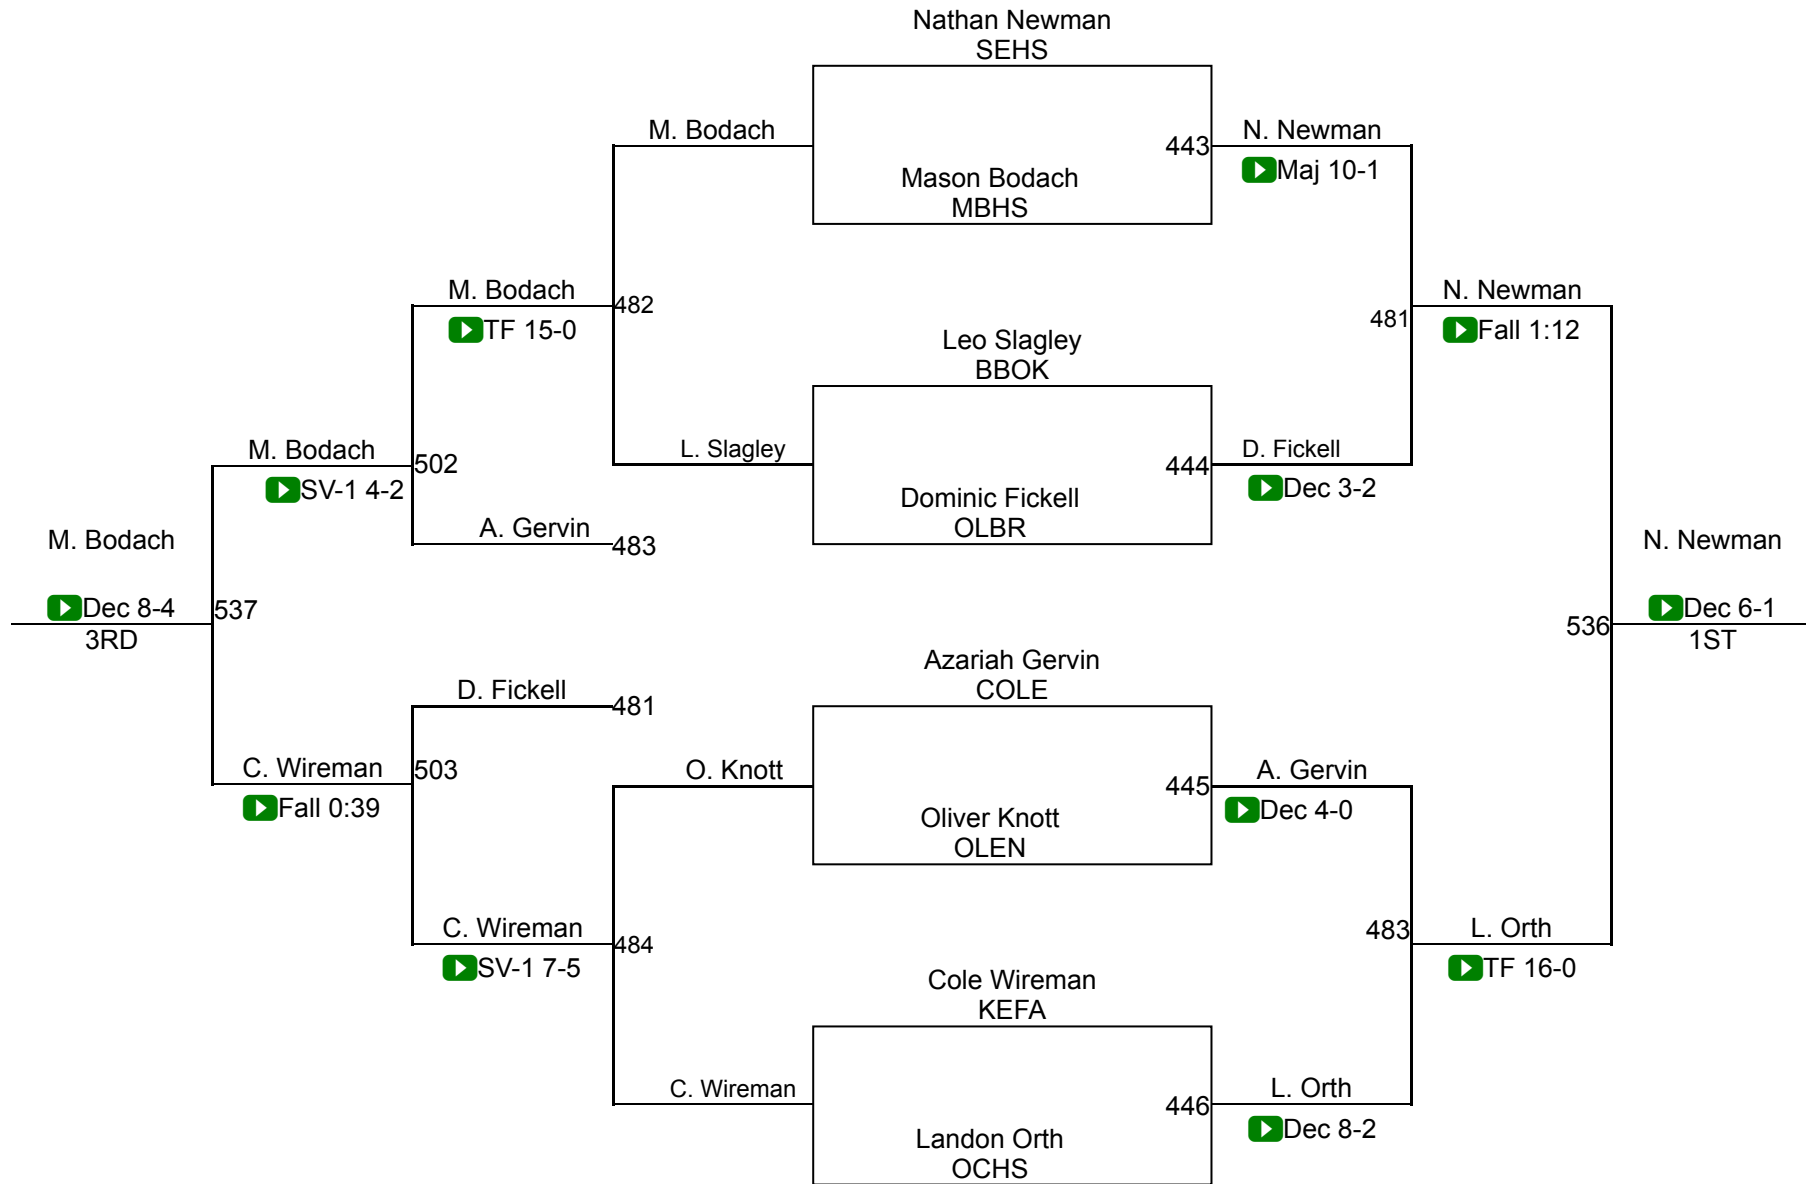 Nathan Newman
SEHS
M. Bodach
443
N. Newman
Maj 10-1
Mason Bodach
MBHS
M. Bodach
482
TF 15-0
N. Newman
481
Fall 1:12
Leo Slagley
BBOK
M. Bodach
502
SV-1 4-2
L. Slagley
444
D. Fickell
Dec 3-2
Dominic Fickell
OLBR
A. Gervin
483
M. Bodach
N. Newman
Dec 8-4
537
3RD
Dec 6-1
536
1ST
Azariah Gervin
COLE
D. Fickell
481
C. Wireman
503
Fall 0:39
O. Knott
445
A. Gervin
Dec 4-0
Oliver Knott
OLEN
C. Wireman
484
SV-1 7-5
483
L. Orth
TF 16-0
Cole Wireman
KEFA
C. Wireman
446
L. Orth
Dec 8-2
Landon Orth
OCHS